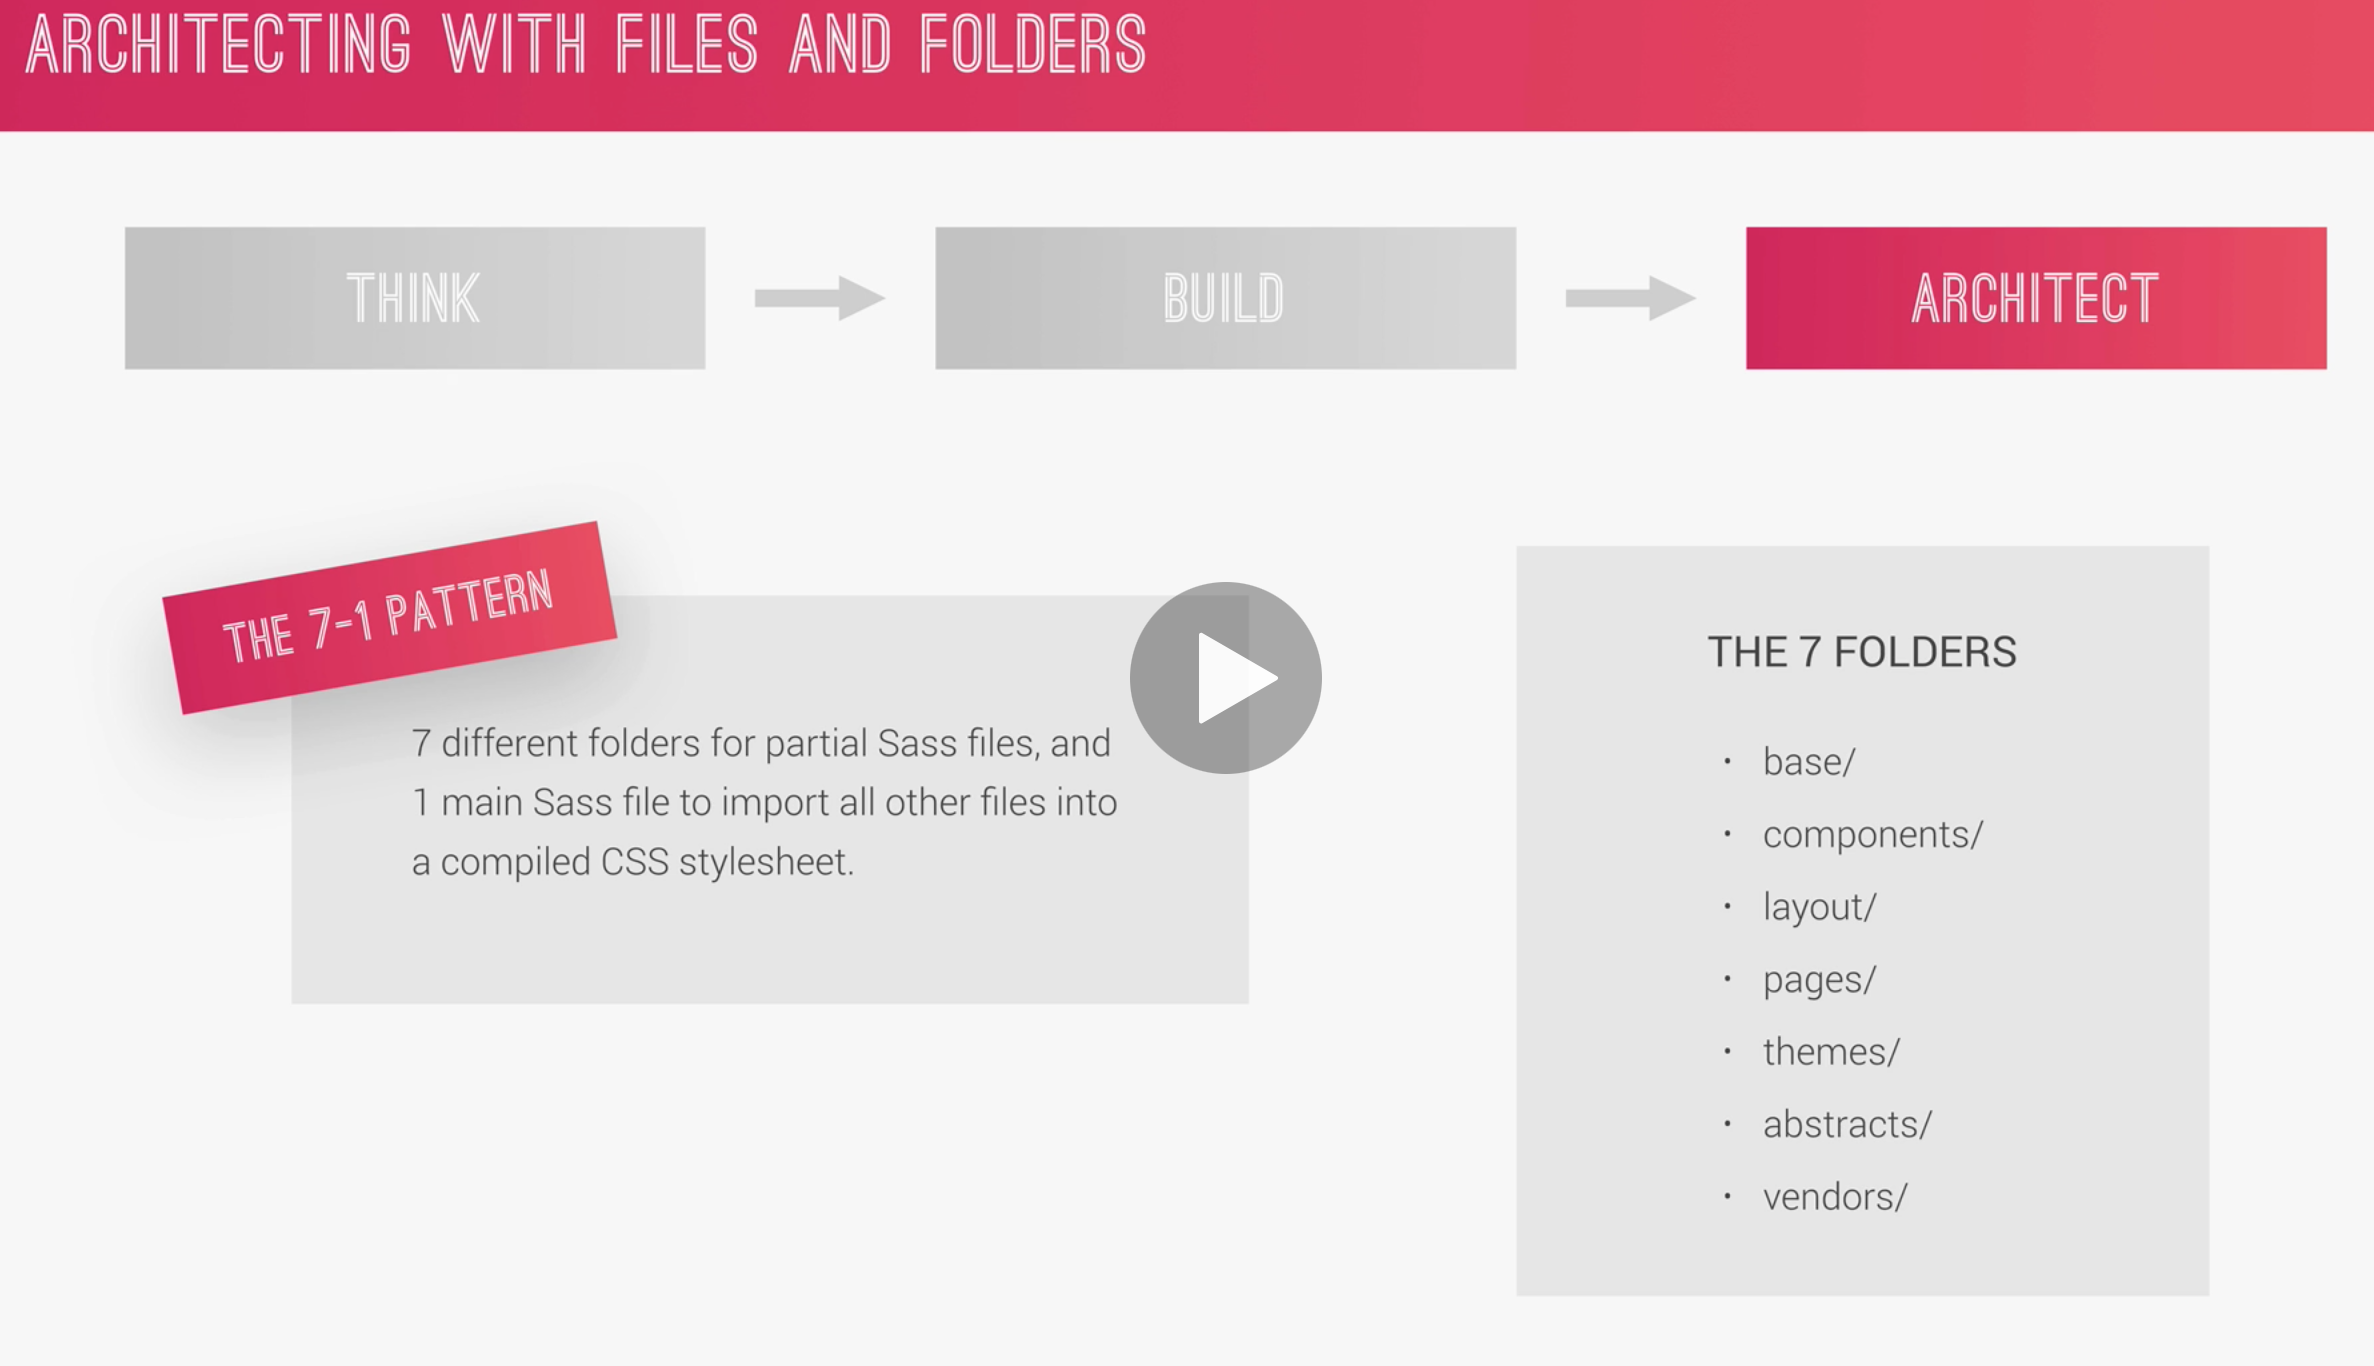 ARCHITECTING WITH FILES AND FOLDERS
THINK
BUILD
ARCHITECT
THE 7-1 PATTERN
7 different folders for partial Sass files, and
1 main Sass file to import all other files into
a compiled CSS stylesheet.
THE 7 FOLDERS
• base/
• components/
• layout/
• pages/
• themes/
• abstracts/
• vendors/